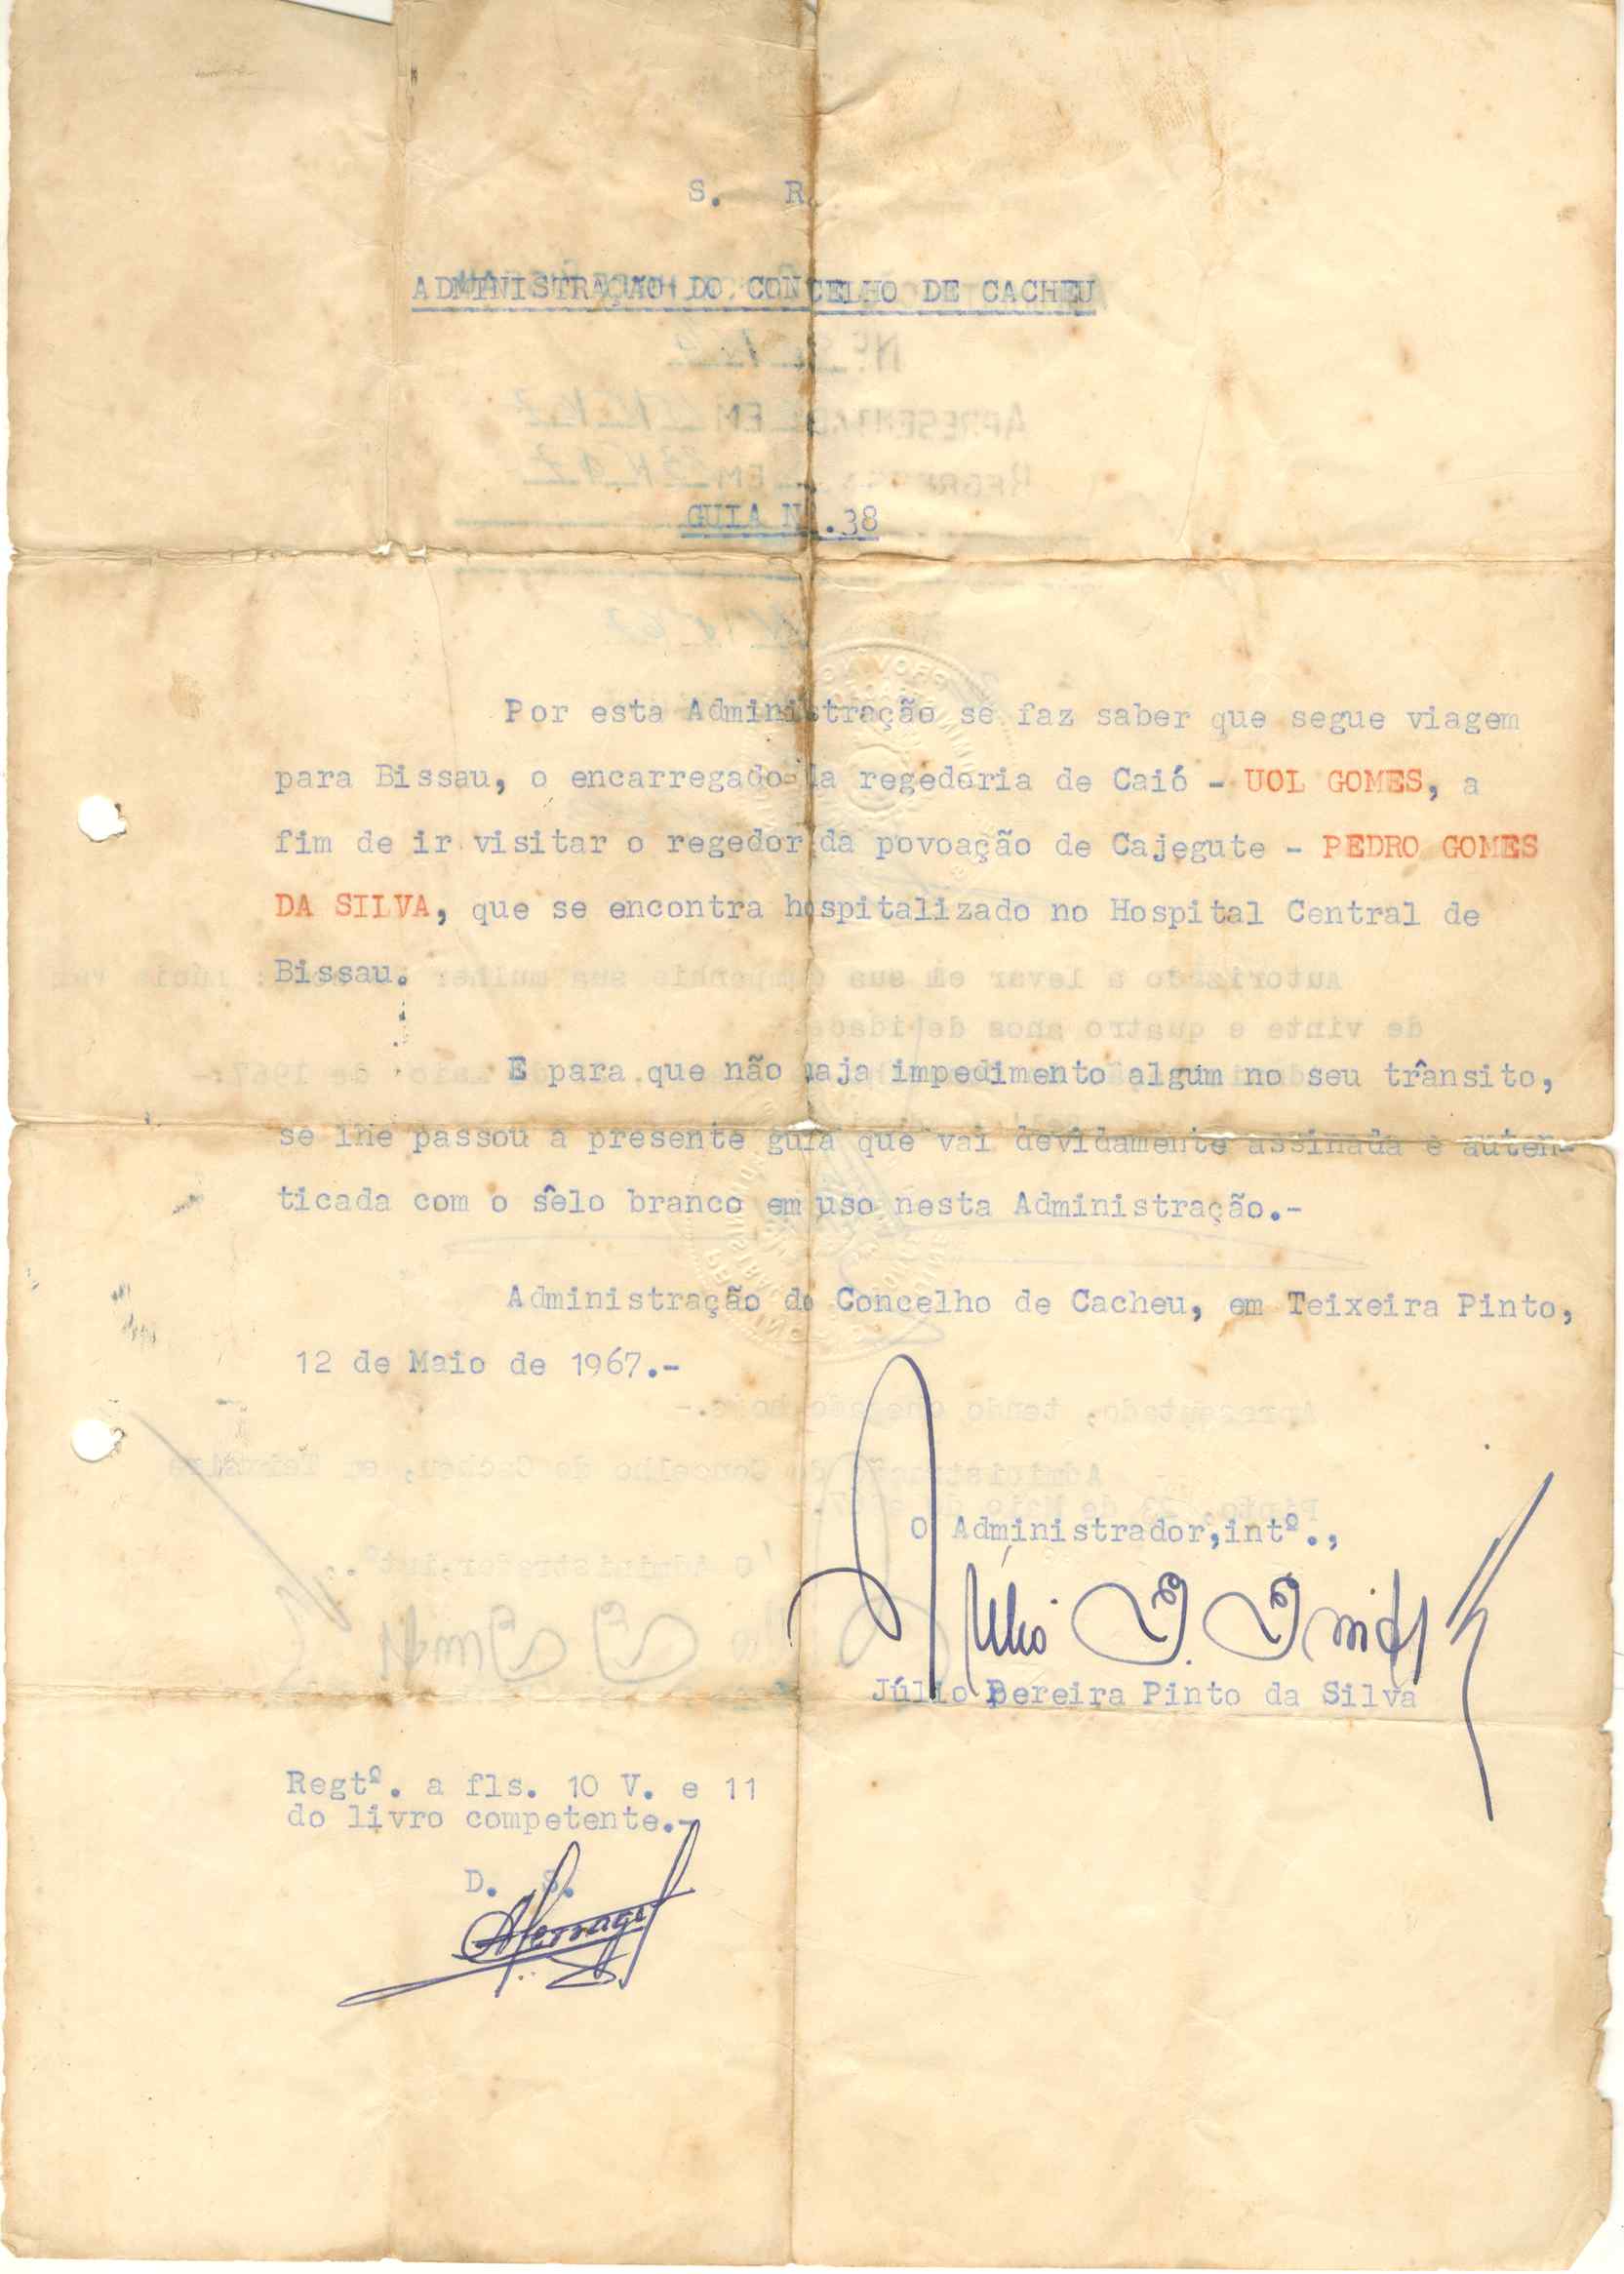 S. R.
ADMINISTRAÇÃO DO CONCELHO DE CACHEU
GUIA Nº.38
Por esta Administração se faz saber que segue viagem
para Bissau, o encarregado da regedoria de Caió - UOL GOMES, a
fim de ir visitar o regedor da povoação de Cajegute - PEDRO GOMES
DA SILVA, que se encontra hospitalizado no Hospital Central de
Bissau.
E para que não haja impedimento algum no seu trânsito,
se lhe passou a presente guia que vai devidamente assinada e auten-
ticada com o sêlo branco em uso nesta Administração.-
Administração do Concelho de Cacheu, em Teixeira Pinto,
12 de Maio de 1967.-
O Administrador,intº.,
Júlio Pereira Pinto da Silva
Regtº. a fls. 10 V. e 11
do livro competente.-
D. S.